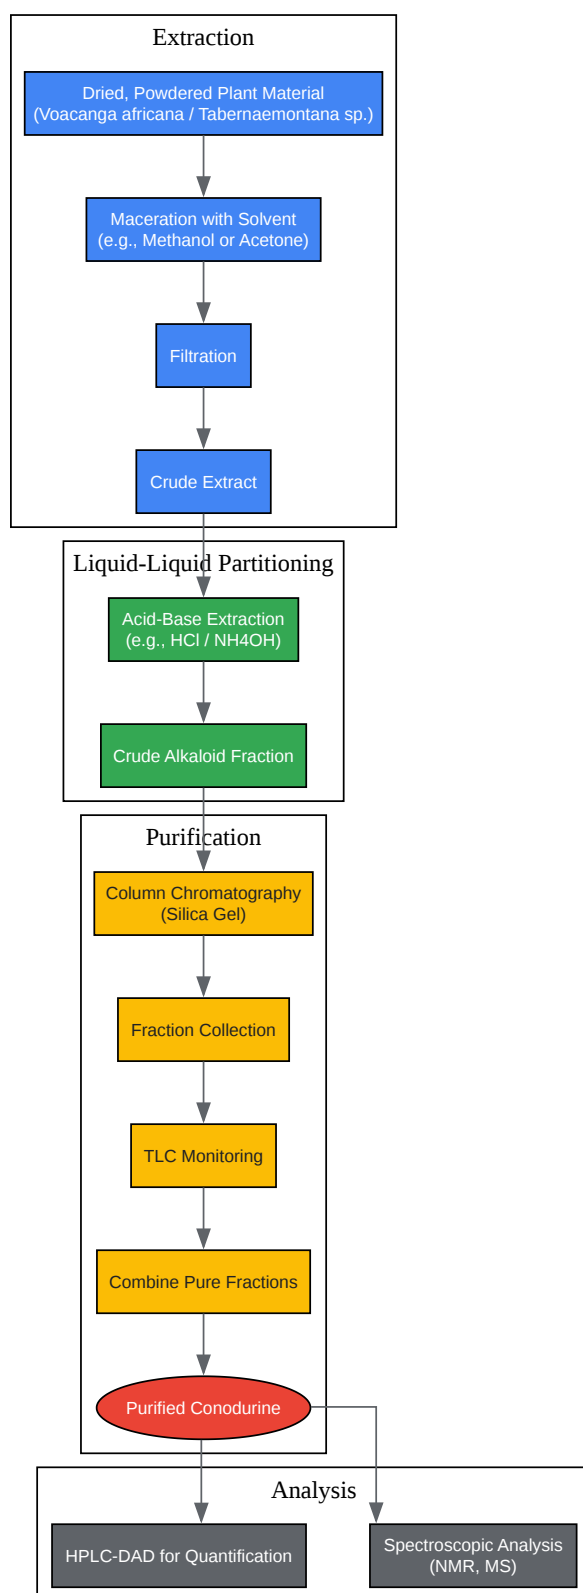 Extraction
Dried, Powdered Plant Material
(Voacanga africana / Tabernaemontana sp.)
Maceration with Solvent
(e.g., Methanol or Acetone)
Filtration
Crude Extract
Liquid-Liquid Partitioning
Acid-Base Extraction
(e.g., HCl / NH4OH)
Crude Alkaloid Fraction
Purification
Column Chromatography
(Silica Gel)
Fraction Collection
TLC Monitoring
Combine Pure Fractions
Purified Conodurine
Analysis
HPLC-DAD for Quantification
Spectroscopic Analysis
(NMR, MS)